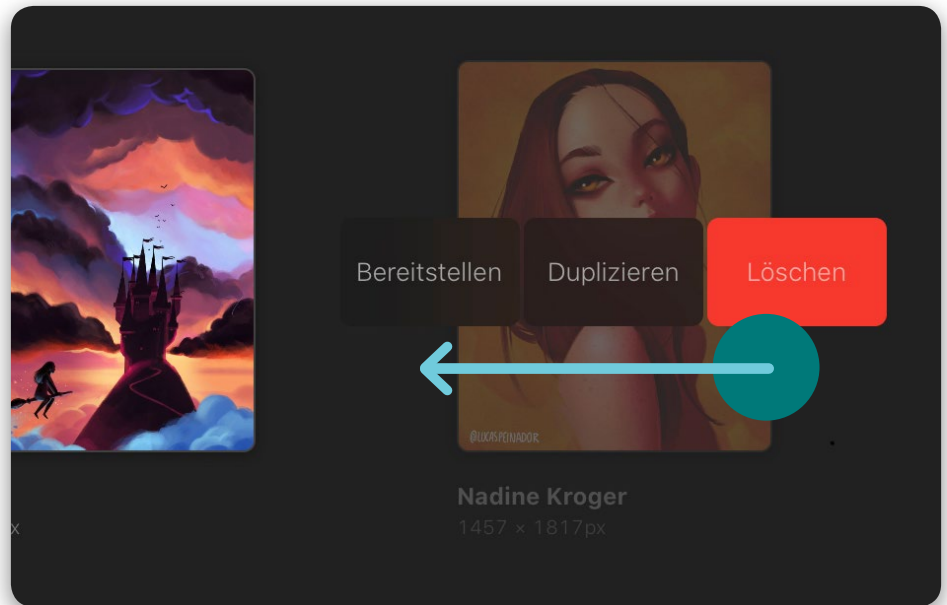 Bereitstellen
Duplizieren
Löschen
@LUCASPEINADOR
Nadine Kroger
x
1457 × 1817px